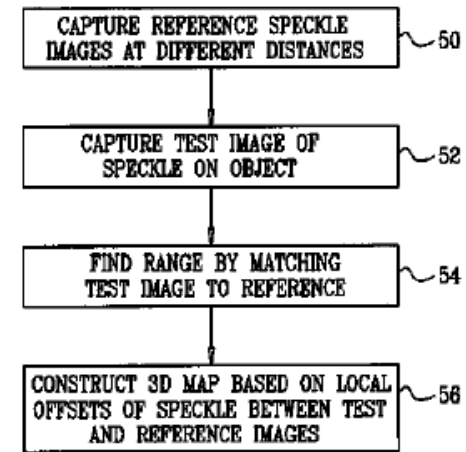 CAPTURE REFERENCE SPECKLE
IMAGES AT DIFFERENT DISTANCES
50
CAPTURE TEST IMAGE OF
SPECKLE ON OBJECT
52
FIND RANGE BY MATCHING
TEST IMAGE TO REFERENCE
54
CONSTRUCT 3D MAP BASED ON LOCAL
OFFSETS OF SPECKLE BETWEEN TEST
AND REFERENCE IMAGES
56